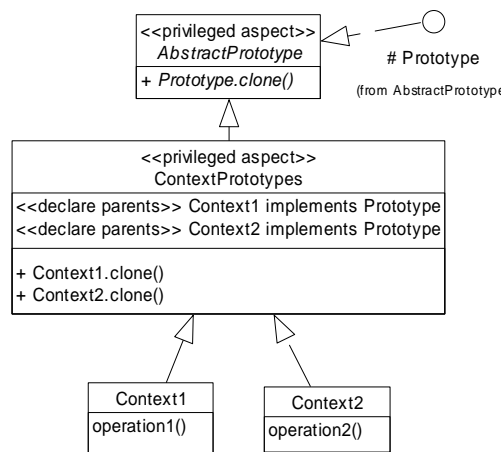 <<privileged aspect>>
AbstractPrototype
+ Prototype.clone()
# Prototype
(from AbstractPrototype
<<privileged aspect>>
ContextPrototypes
<<declare parents>> Context1 implements Prototype
<<declare parents>> Context2 implements Prototype
+ Context1.clone()
+ Context2.clone()
Context1
operation1()
Context2
operation2()